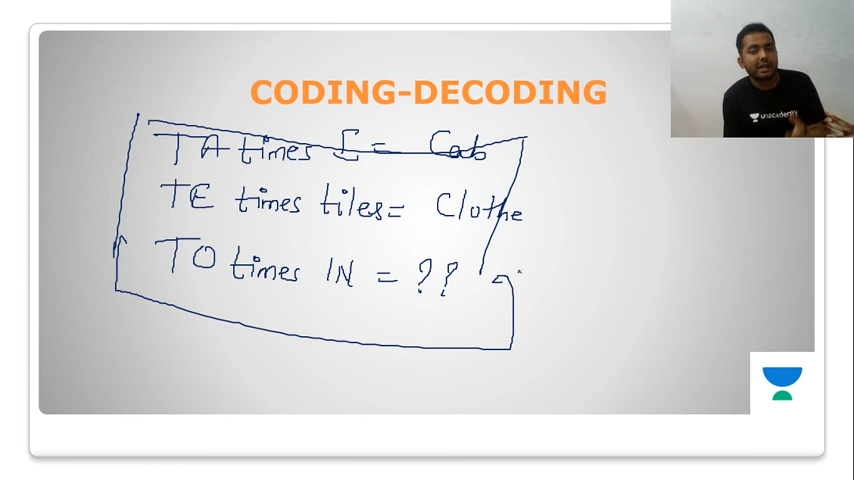 CODING-DECODING
unacademy
TA times I = Cab
TE times tiles = Clothe
TO times IN = ??